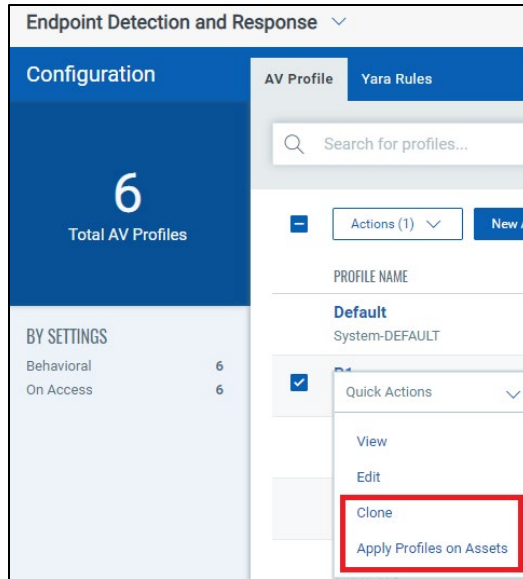 Endpoint Detection and Response
Configuration
AV Profile
Yara Rules
Search for profiles...
6
Total AV Profiles
Actions (1)
New
PROFILE NAME
Default
System-DEFAULT
BY SETTINGS
Behavioral 6
On Access 6
Quick Actions
View
Edit
Clone
Apply Profiles on Assets